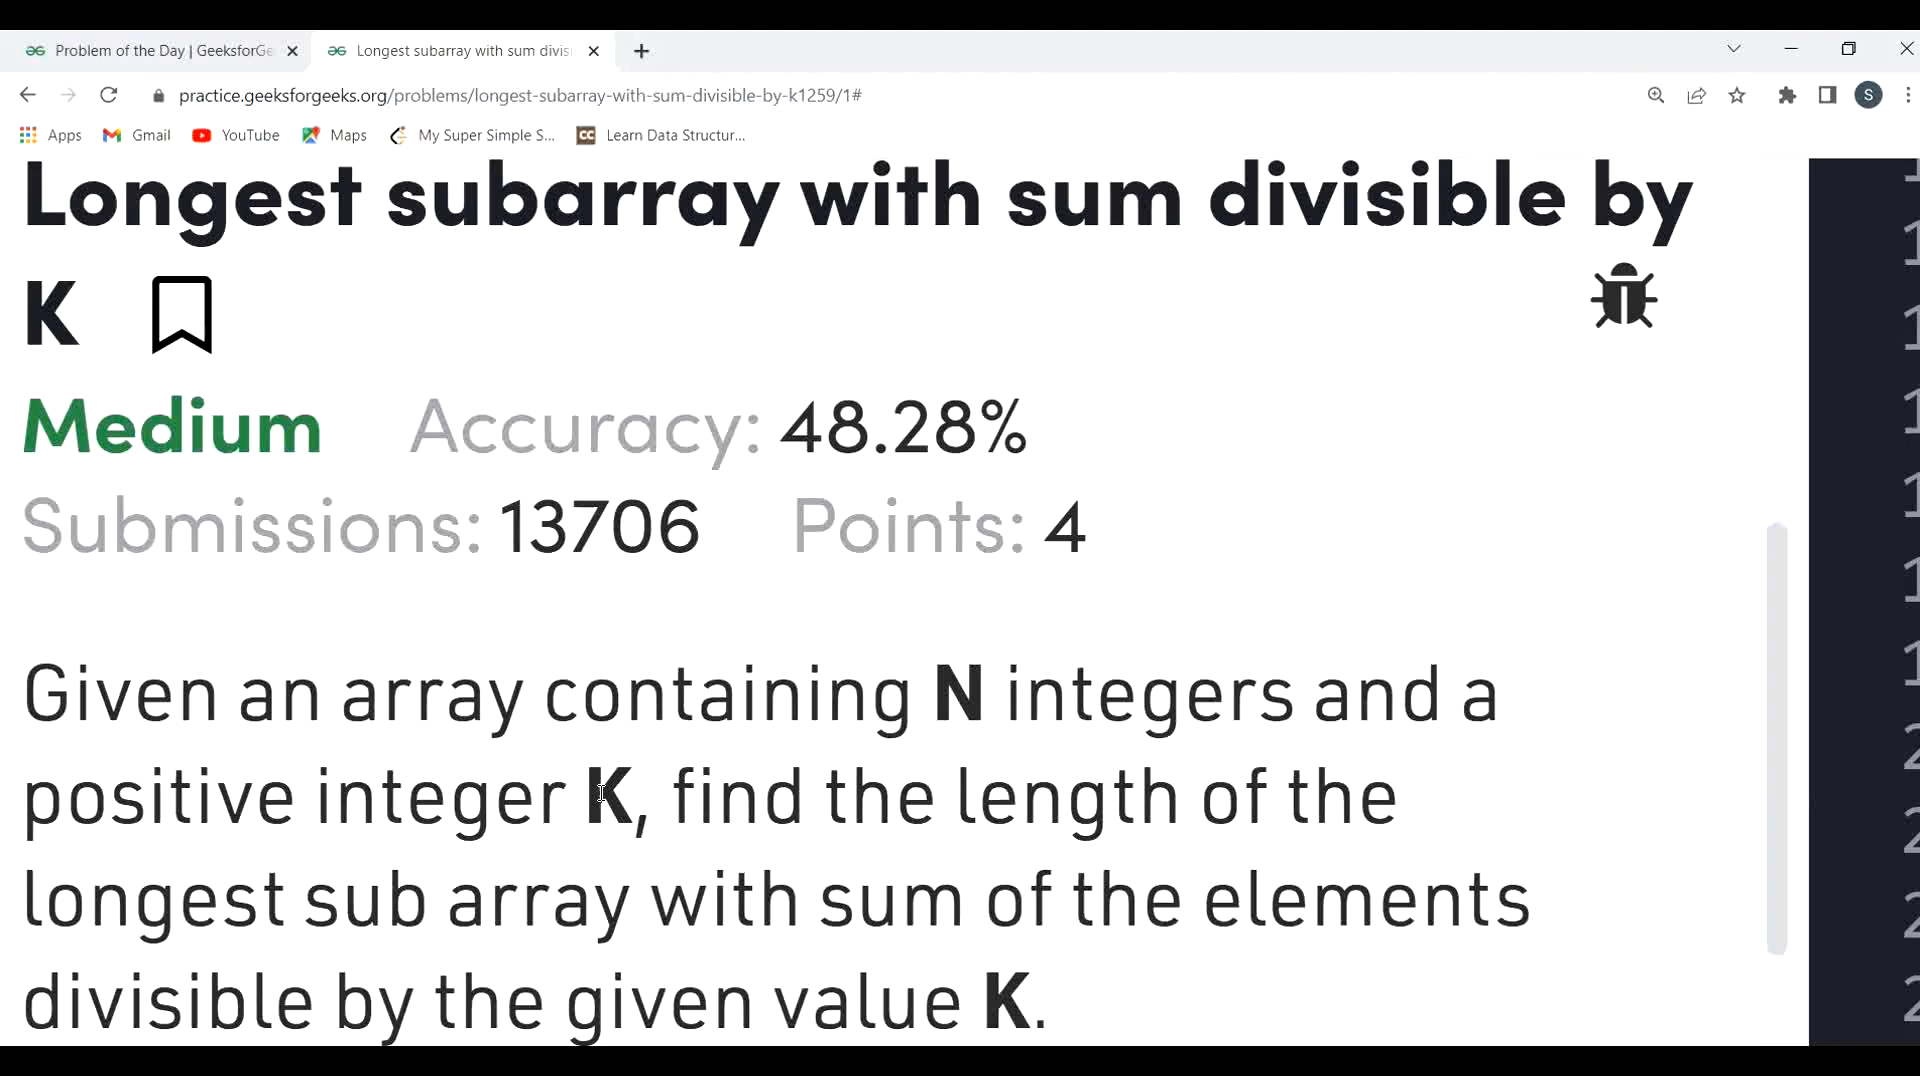 Problem of the Day | GeeksforGe
Longest subarray with sum divis
practice.geeksforgeeks.org/problems/longest-subarray-with-sum-divisible-by-k1259/1#
S
Apps Gmail YouTube Maps My Super Simple S... CC Learn Data Structur...
Longest subarray with sum divisible by
K
Medium Accuracy: 48.28%
Submissions: 13706 Points: 4
Given an array containing N integers and a
positive integer K, find the length of the
longest sub array with sum of the elements
divisible by the given value K.